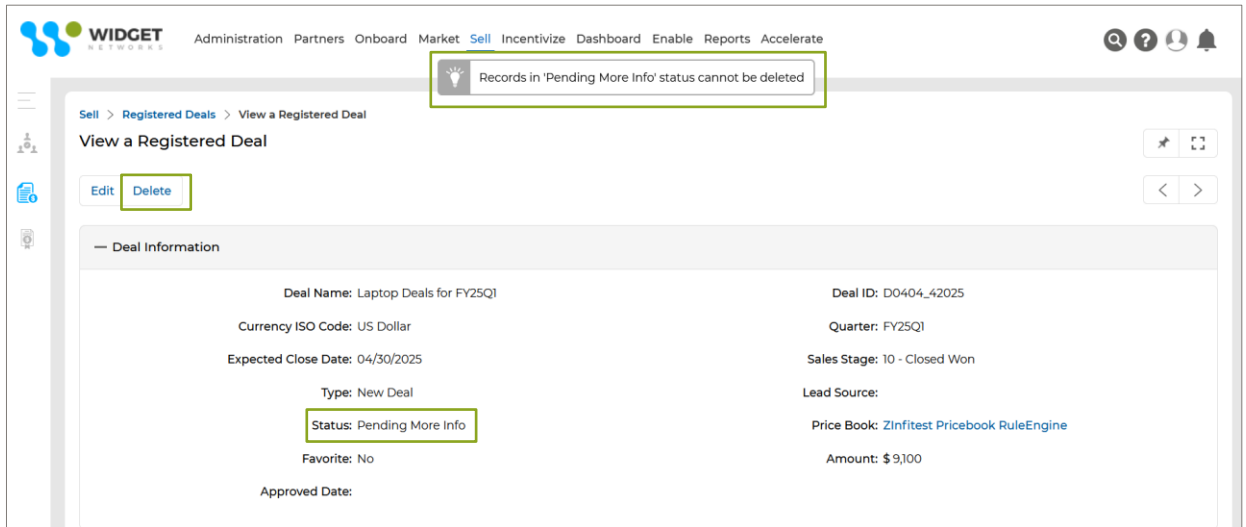 WIDGET
NETWORKS
Administration Partners Onboard Market Sell Incentivize Dashboard Enable Reports Accelerate
Records in 'Pending More Info' status cannot be deleted
Sell > Registered Deals > View a Registered Deal
View a Registered Deal
Edit Delete
— Deal Information
Deal Name: Laptop Deals for FY25Q1 Deal ID: D0404_42025
Currency ISO Code: US Dollar Quarter: FY25Q1
Expected Close Date: 04/30/2025 Sales Stage: 10 - Closed Won
Type: New Deal Lead Source:
Status: Pending More Info Price Book: ZInfitest Pricebook RuleEngine
Favorite: No Amount: $ 9,100
Approved Date: